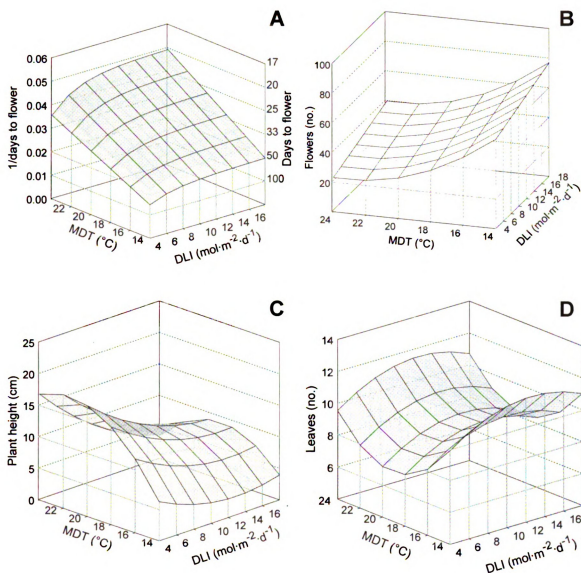 A
0.06
0.05
0.04
0.03
0.02
0.01
0.00
1/days to flower
17
20
25
33
50
100
Days to flower
22 20 18 16 14
MDT (°C)
4 6 8 10 12 14 16
DLI (mol·m⁻²·d⁻¹)
B
100
80
60
40
20
Flowers (no.)
24 22 20 18 16 14
MDT (°C)
4 6 8 10 12 14 16 18
DLI (mol·m⁻²·d⁻¹)
C
25
20
15
10
5
0
Plant height (cm)
22 20 18 16 14
MDT (°C)
4 6 8 10 12 14 16
DLI (mol·m⁻²·d⁻¹)
D
14
12
10
8
6
24
Leaves (no.)
22 20 18 16 14
MDT (°C)
4 6 8 10 12 14 16
DLI (mol·m⁻²·d⁻¹)